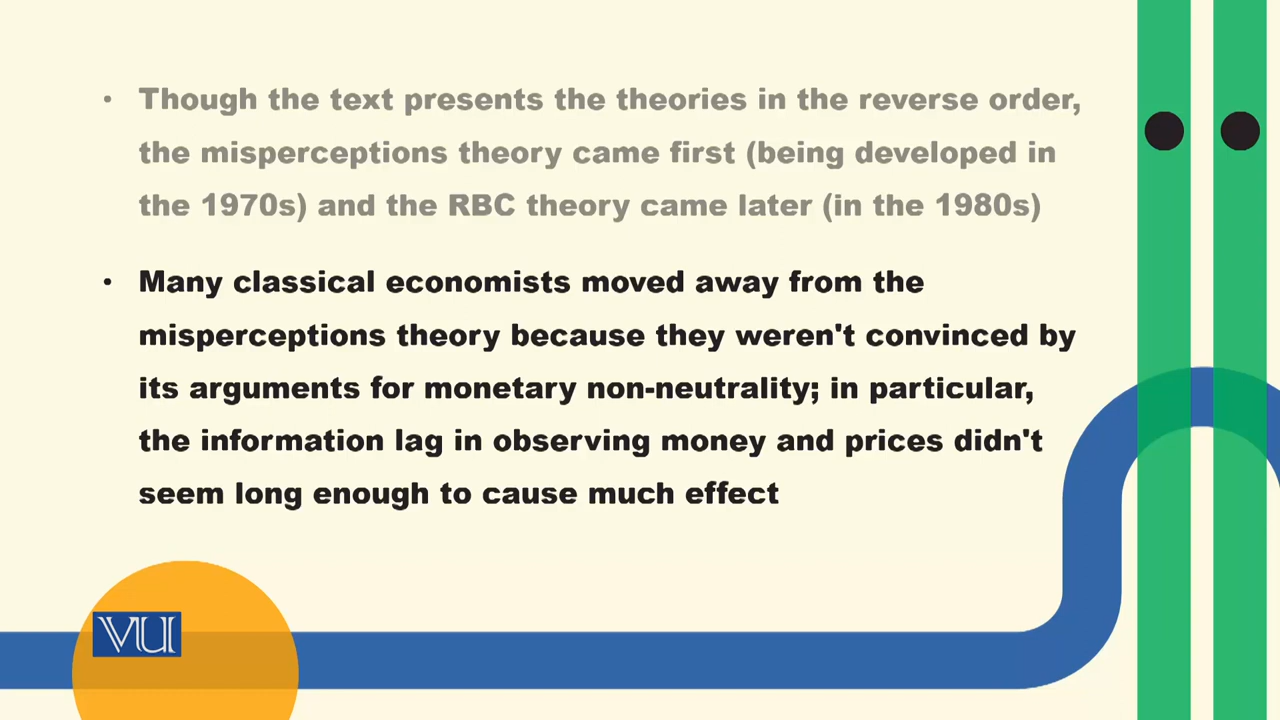 • Though the text presents the theories in the reverse order,
the misperceptions theory came first (being developed in
the 1970s) and the RBC theory came later (in the 1980s)
• Many classical economists moved away from the
misperceptions theory because they weren't convinced by
its arguments for monetary non-neutrality; in particular,
the information lag in observing money and prices didn't
seem long enough to cause much effect
VU